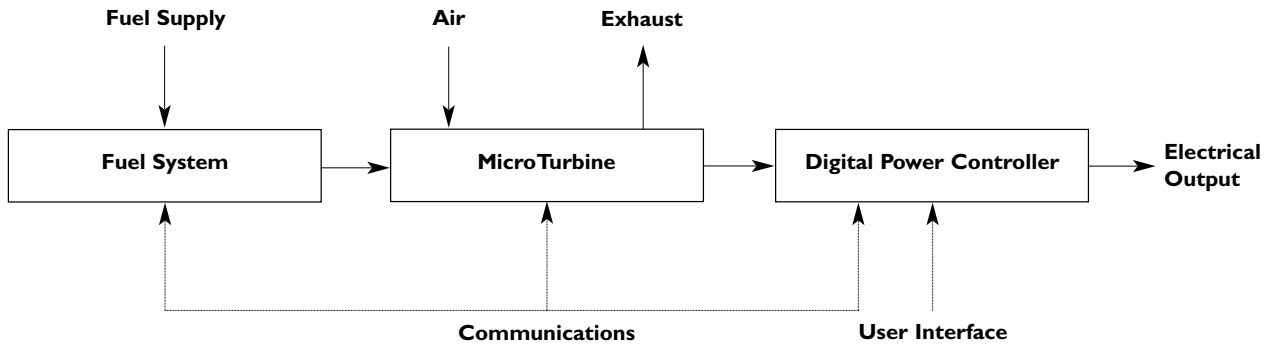 Fuel Supply
Air
Exhaust
Fuel System
MicroTurbine
Digital Power Controller
Electrical
Output
Communications
User Interface